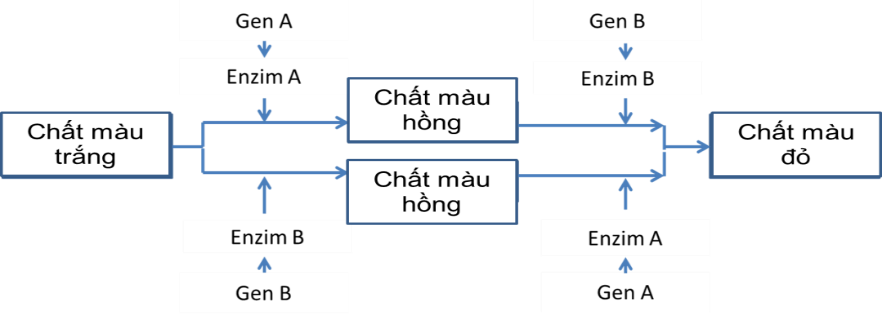 Gen A
Gen B
Enzim A
Enzim B
Chất màu
hồng
Chất màu
trắng
Chất màu
đỏ
Chất màu
hồng
Enzim B
Enzim A
Gen B
Gen A